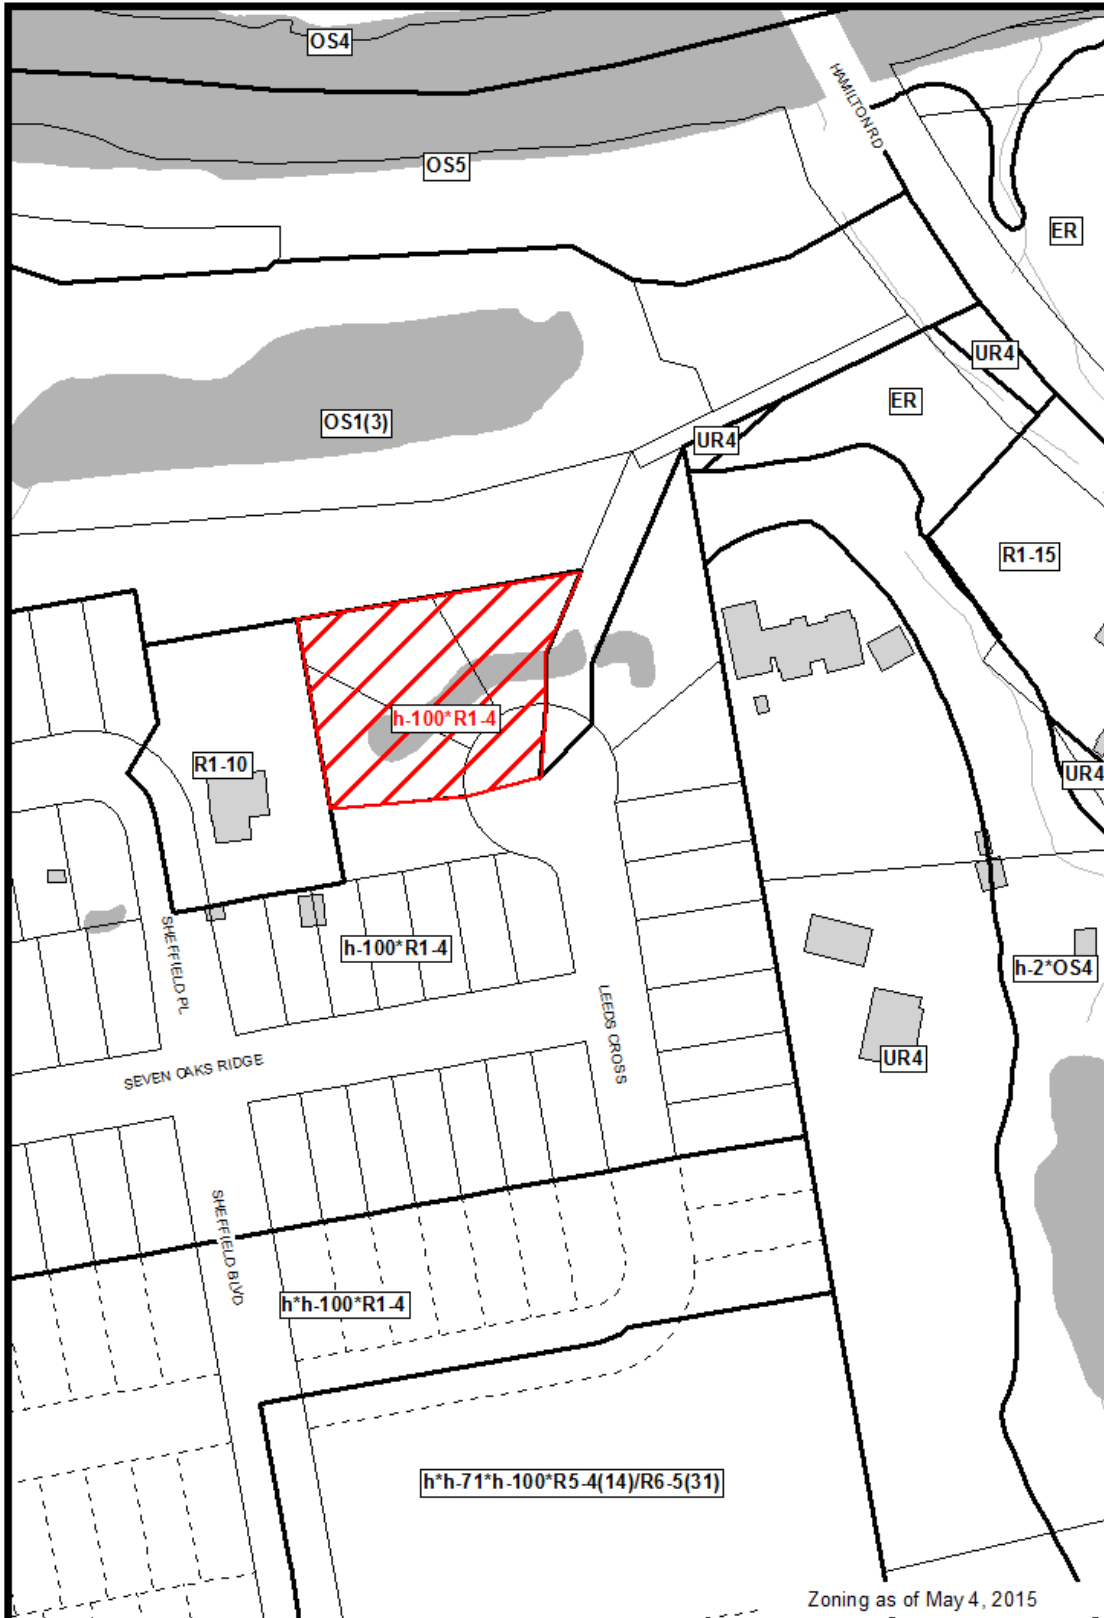 OS4
HAMILTON RD
OS5
ER
UR4
ER
OS1(3)
UR4
R1-15
h-100*R1-4
R1-10
UR4
SHEFFIELD PL
h-100*R1-4
h-2*OS4
LEEDS CROSS
UR4
SEVEN OAKS RIDGE
SHEFFIELD BLVD
h*h-100*R1-4
h*h-71*h-100*R5-4(14)/R6-5(31)
Zoning as of May 4, 2015